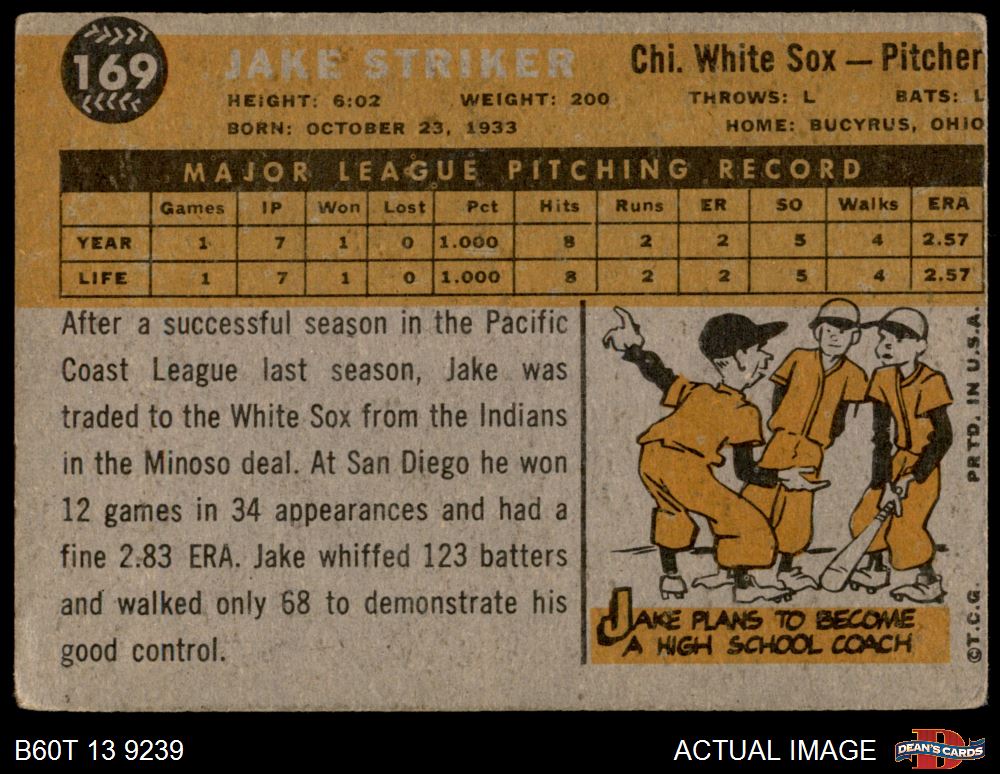 169
JAKE STRIKER
Chi. White Sox — Pitcher
HEIGHT: 6:02 WEIGHT: 200 THROWS: L BATS: L
BORN: OCTOBER 23, 1933 HOME: BUCYRUS, OHIO
MAJOR LEAGUE PITCHING RECORD
Games IP Won Lost Pct Hits Runs ER SO Walks ERA
YEAR 1 7 1 0 1.000 8 2 2 5 4 2.57
LIFE 1 7 1 0 1.000 8 2 2 5 4 2.57
After a successful season in the Pacific
Coast League last season, Jake was
traded to the White Sox from the Indians
in the Minoso deal. At San Diego he won
12 games in 34 appearances and had a
fine 2.83 ERA. Jake whiffed 123 batters
and walked only 68 to demonstrate his
good control.
JAKE PLANS TO BECOME
A HIGH SCHOOL COACH
©T.C.G. PRTD. IN U.S.A.
B60T 13 9239
ACTUAL IMAGE
D
DEAN'S CARDS